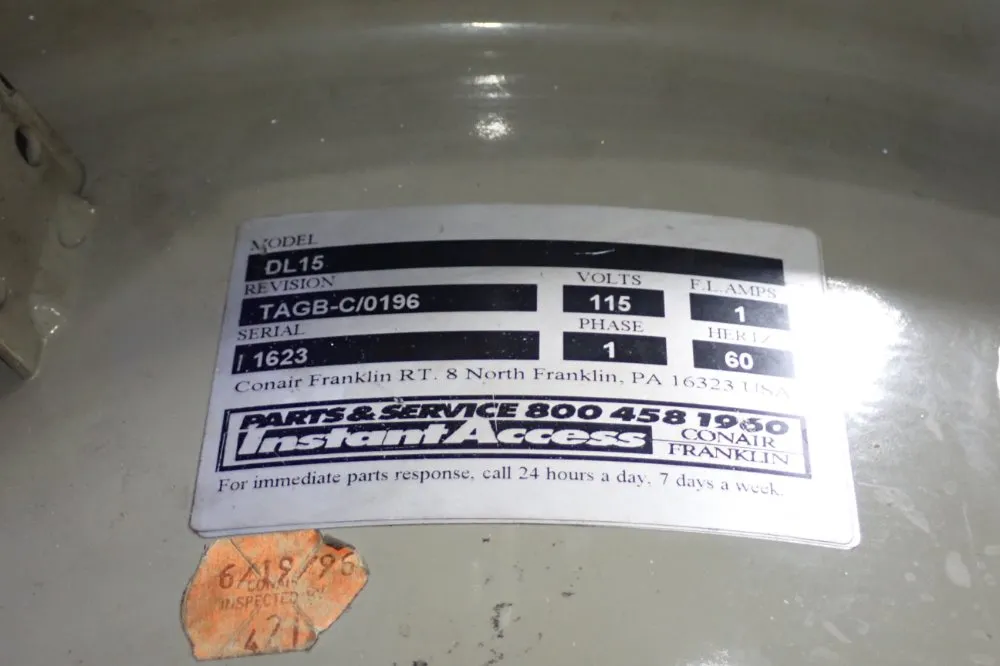 MODEL
DL15
REVISION VOLTS F.L.AMPS
TAGB-C/0196 115 1
SERIAL PHASE HERTZ
1623 1 60
Conair Franklin RT. 8 North Franklin, PA 16323 USA
PARTS & SERVICE 800 458 1960
InstantAccess CONAIR
FRANKLIN
For immediate parts response, call 24 hours a day, 7 days a week.
6/19/96
CONAIR
INSPECTED BY
421